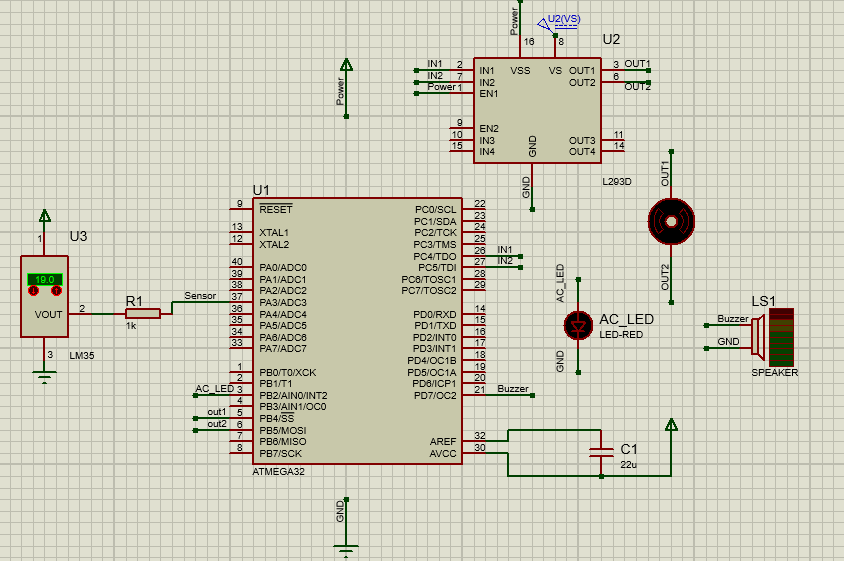 Power
U2(VS)
16
8
U2
IN1 2 IN1 VSS VS OUT1 3 OUT1
IN2 7 IN2 OUT2 6 OUT2
Power 1 EN1
9 EN2
10 IN3 GND OUT3 11
15 IN4 OUT4 14
GND
L293D
Power
U1
9 RESET PC0/SCL 22
PC1/SDA 23
13 XTAL1 PC2/TCK 24
12 XTAL2 PC3/TMS 25
PC4/TDO 26 IN1
40 PA0/ADC0 PC5/TDI 27 IN2
39 PA1/ADC1 PC6/TOSC1 28
38 PA2/ADC2 PC7/TOSC2 29
37 PA3/ADC3
36 PA4/ADC4 PD0/RXD 14
35 PA5/ADC5 PD1/TXD 15
34 PA6/ADC6 PD2/INT0 16
33 PA7/ADC7 PD3/INT1 17
PD4/OC1B 18
1 PB0/T0/XCK PD5/OC1A 19
2 PB1/T1 PD6/ICP1 20
AC_LED 3 PB2/AIN0/INT2 PD7/OC2 21 Buzzer
4 PB3/AIN1/OC0
out1 5 PB4/SS
out2 6 PB5/MOSI
7 PB6/MISO AREF 32
8 PB7/SCK AVCC 30
ATMEGA32
U3
1
19.0
VOUT 2
3
LM35
R1
1k
Sensor
OUT1
OUT2
AC_LED
AC_LED
LED-RED
GND
LS1
Buzzer
GND
SPEAKER
C1
22u
GND